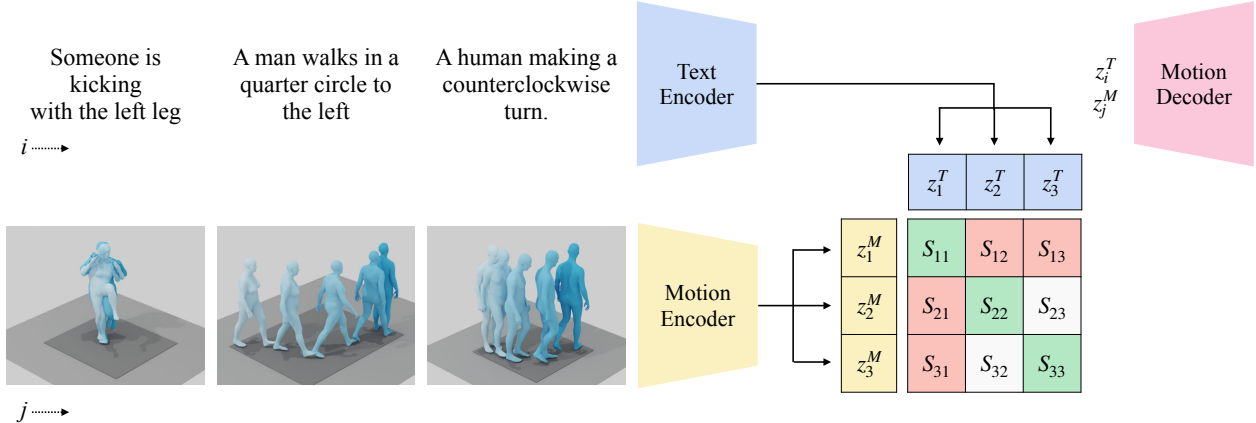 Someone is
kicking
with the left leg
A man walks in a
quarter circle to
the left
A human making a
counterclockwise
turn.
i
Text
Encoder
z_i^T
z_j^M
Motion
Decoder
z_1^T z_2^T z_3^T
Motion
Encoder
z_1^M S_11 S_12 S_13
z_2^M S_21 S_22 S_23
z_3^M S_31 S_32 S_33
j